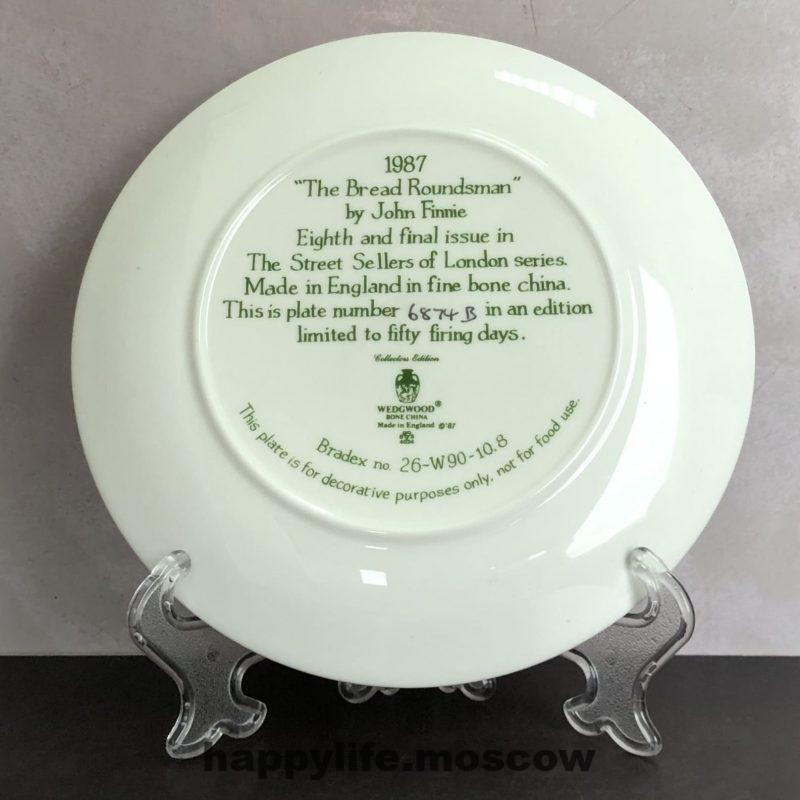 1987
"The Bread Roundsman"
by John Finnie
Eighth and final issue in
The Street Sellers of London series.
Made in England in fine bone china.
This is plate number 6874 B in an edition
limited to fifty firing days.
Collectors Edition
WEDGWOOD®
BONE CHINA
Made in England ©'87
Bradex no. 26-W90-10.8
This plate is for decorative purposes only, not for food use.
happylife.moscow